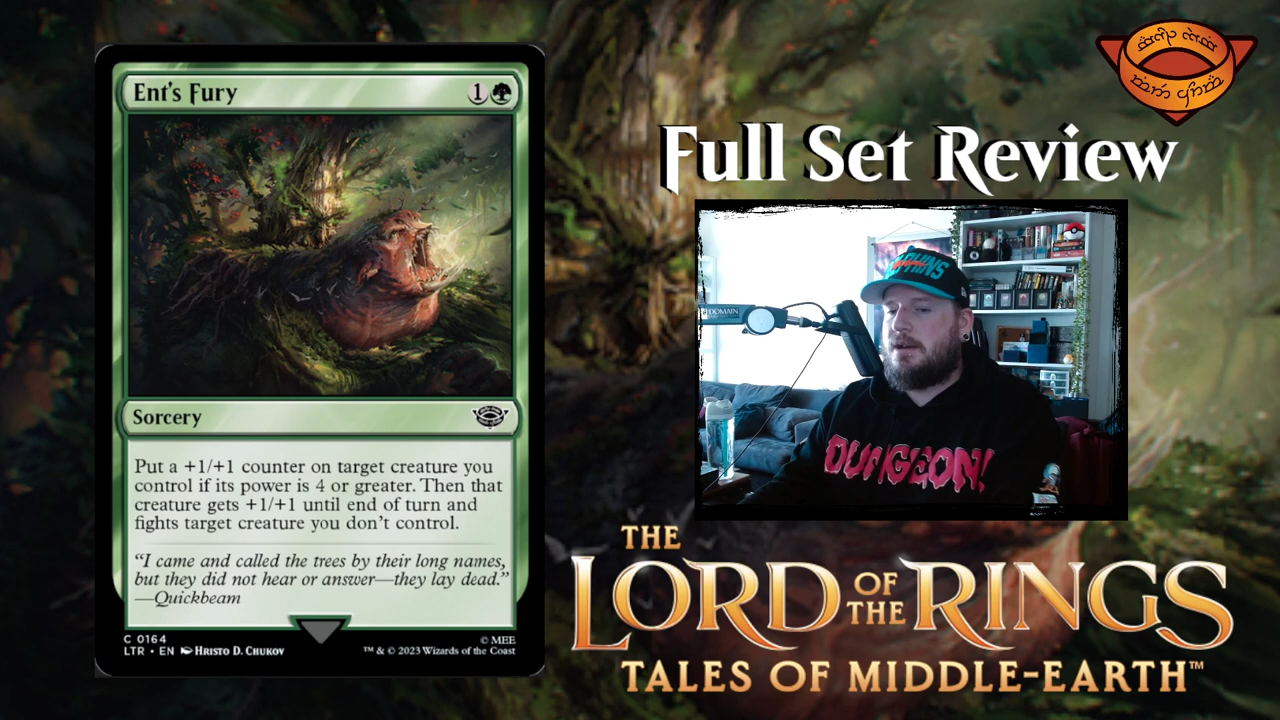 Ent's Fury
1
Sorcery
Put a +1/+1 counter on target creature you
control if its power is 4 or greater. Then that
creature gets +1/+1 until end of turn and
fights target creature you don't control.
“I came and called the trees by their long names,
but they did not hear or answer—they lay dead.”
—Quickbeam
C 0164
LTR • EN Hristo D. Chukov
© MEE
™ & © 2023 Wizards of the Coast
Full Set Review
DOMAIN
DUNGEON!
THE
LORD OF THE RINGS
TALES OF MIDDLE-EARTH™